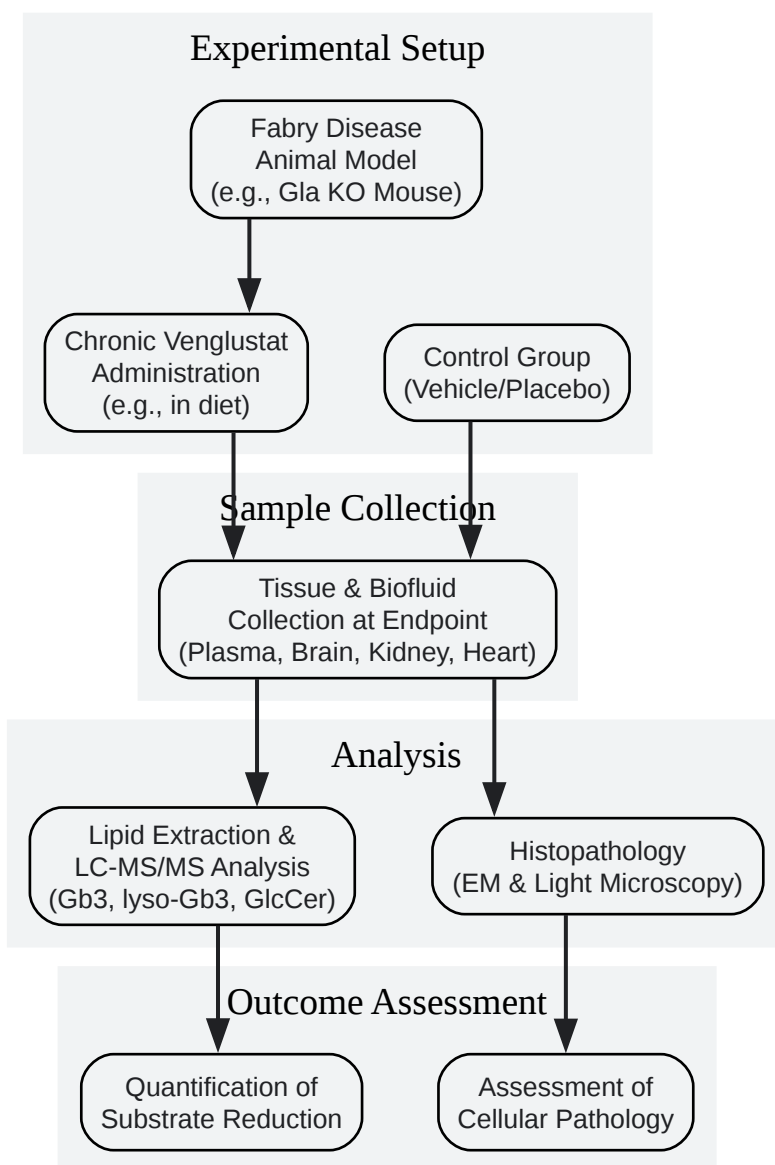 Experimental Setup
Fabry Disease
Animal Model
(e.g., Gla KO Mouse)
Chronic Venglustat
Administration
(e.g., in diet)
Control Group
(Vehicle/Placebo)
Sample Collection
Tissue & Biofluid
Collection at Endpoint
(Plasma, Brain, Kidney, Heart)
Analysis
Lipid Extraction &
LC-MS/MS Analysis
(Gb3, lyso-Gb3, GlcCer)
Histopathology
(EM & Light Microscopy)
Outcome Assessment
Quantification of
Substrate Reduction
Assessment of
Cellular Pathology